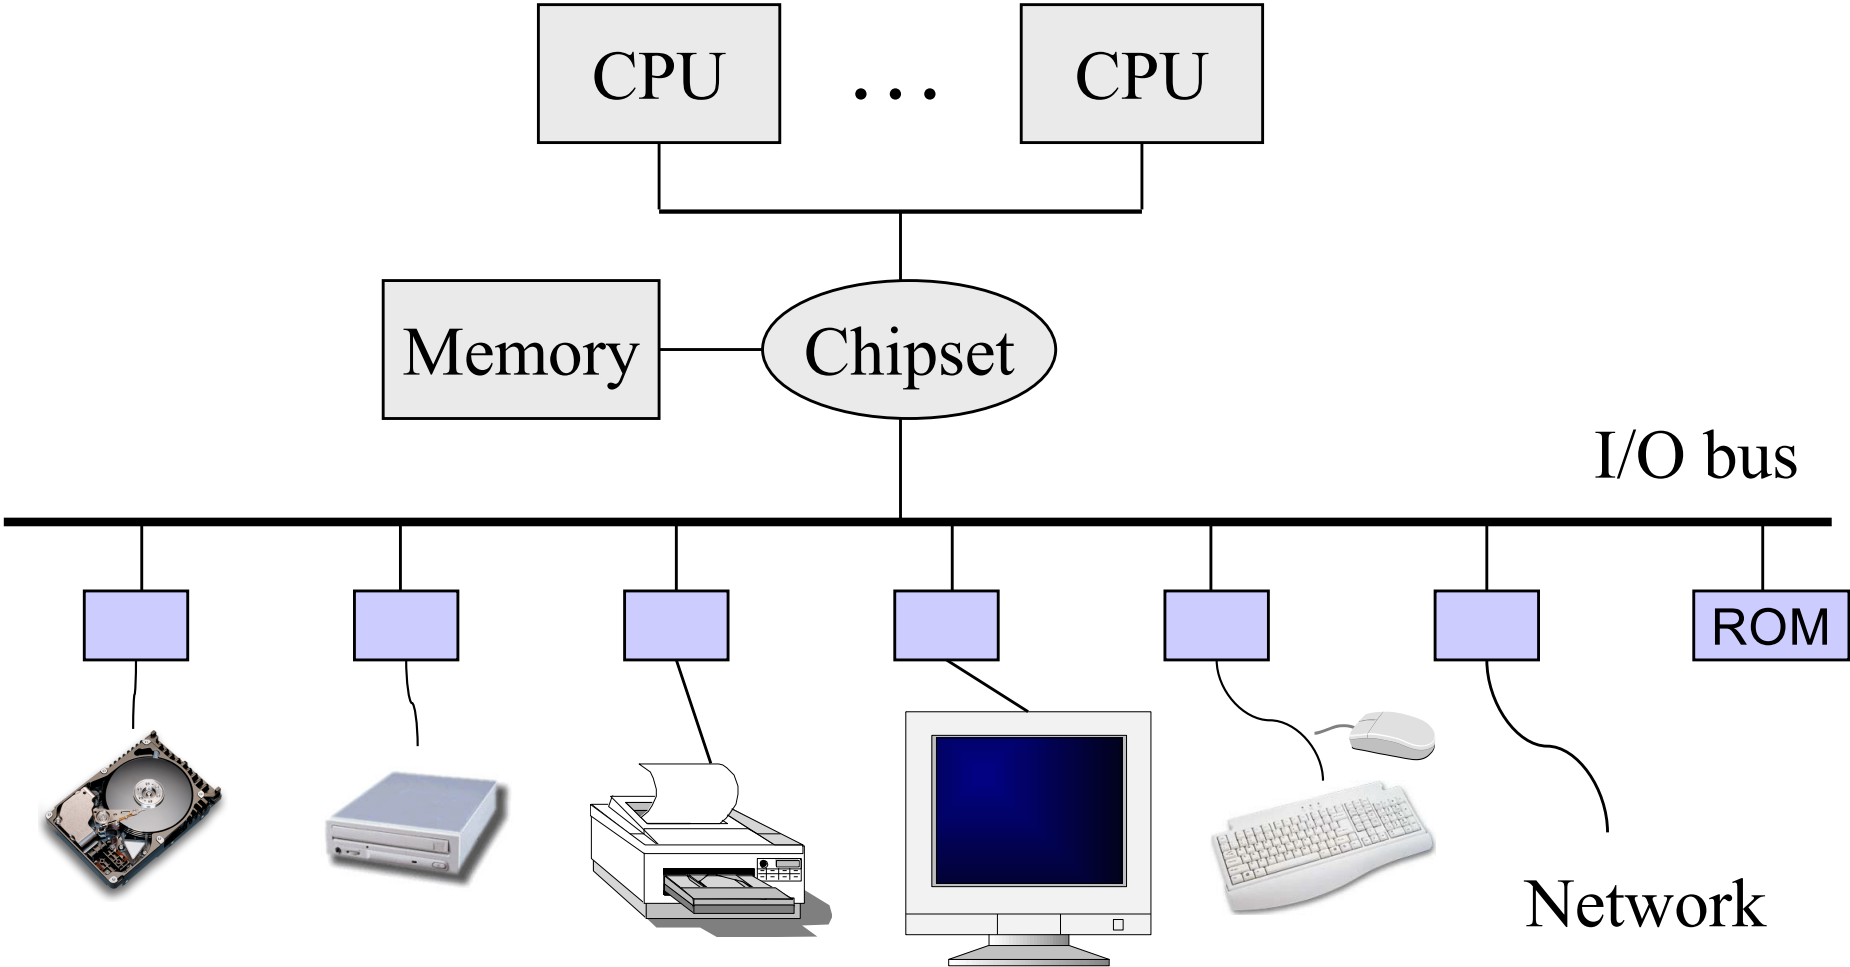 CPU ... CPU
Memory Chipset
I/O bus
ROM
Network